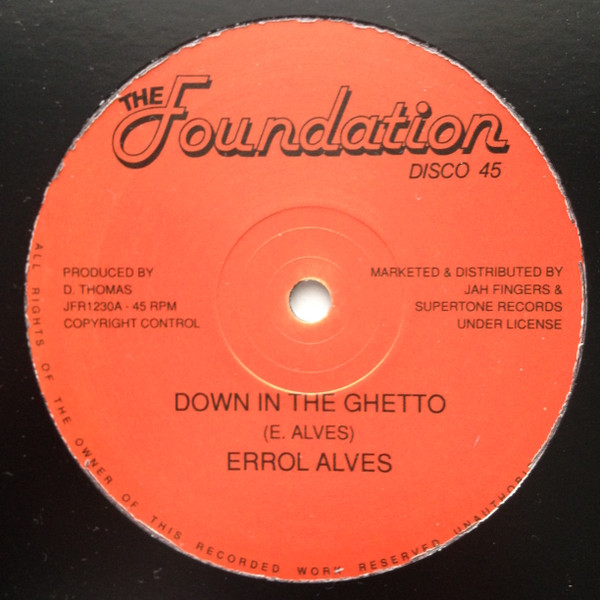 THE Foundation
DISCO 45
PRODUCED BY
D. THOMAS
JFR1230A - 45 RPM
COPYRIGHT CONTROL
MARKETED & DISTRIBUTED BY
JAH FINGERS &
SUPERTONE RECORDS
UNDER LICENSE
DOWN IN THE GHETTO
(E. ALVES)
ERROL ALVES
ALL RIGHTS OF THE OWNER OF THIS RECORDED WORK RESERVED